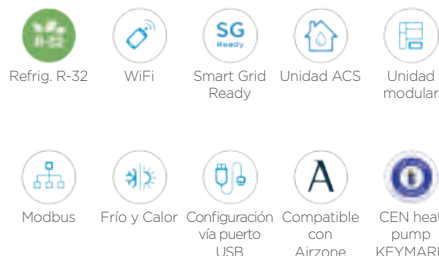 R-32
SG
Ready
Refrig. R-32
WiFi
Smart Grid
Ready
Unidad ACS
Unidad
modular
A
Modbus
Frío y Calor
Configuración
vía puerto
USB
Compatible
con
Airzone
CEN heat
pump
KEYMARK